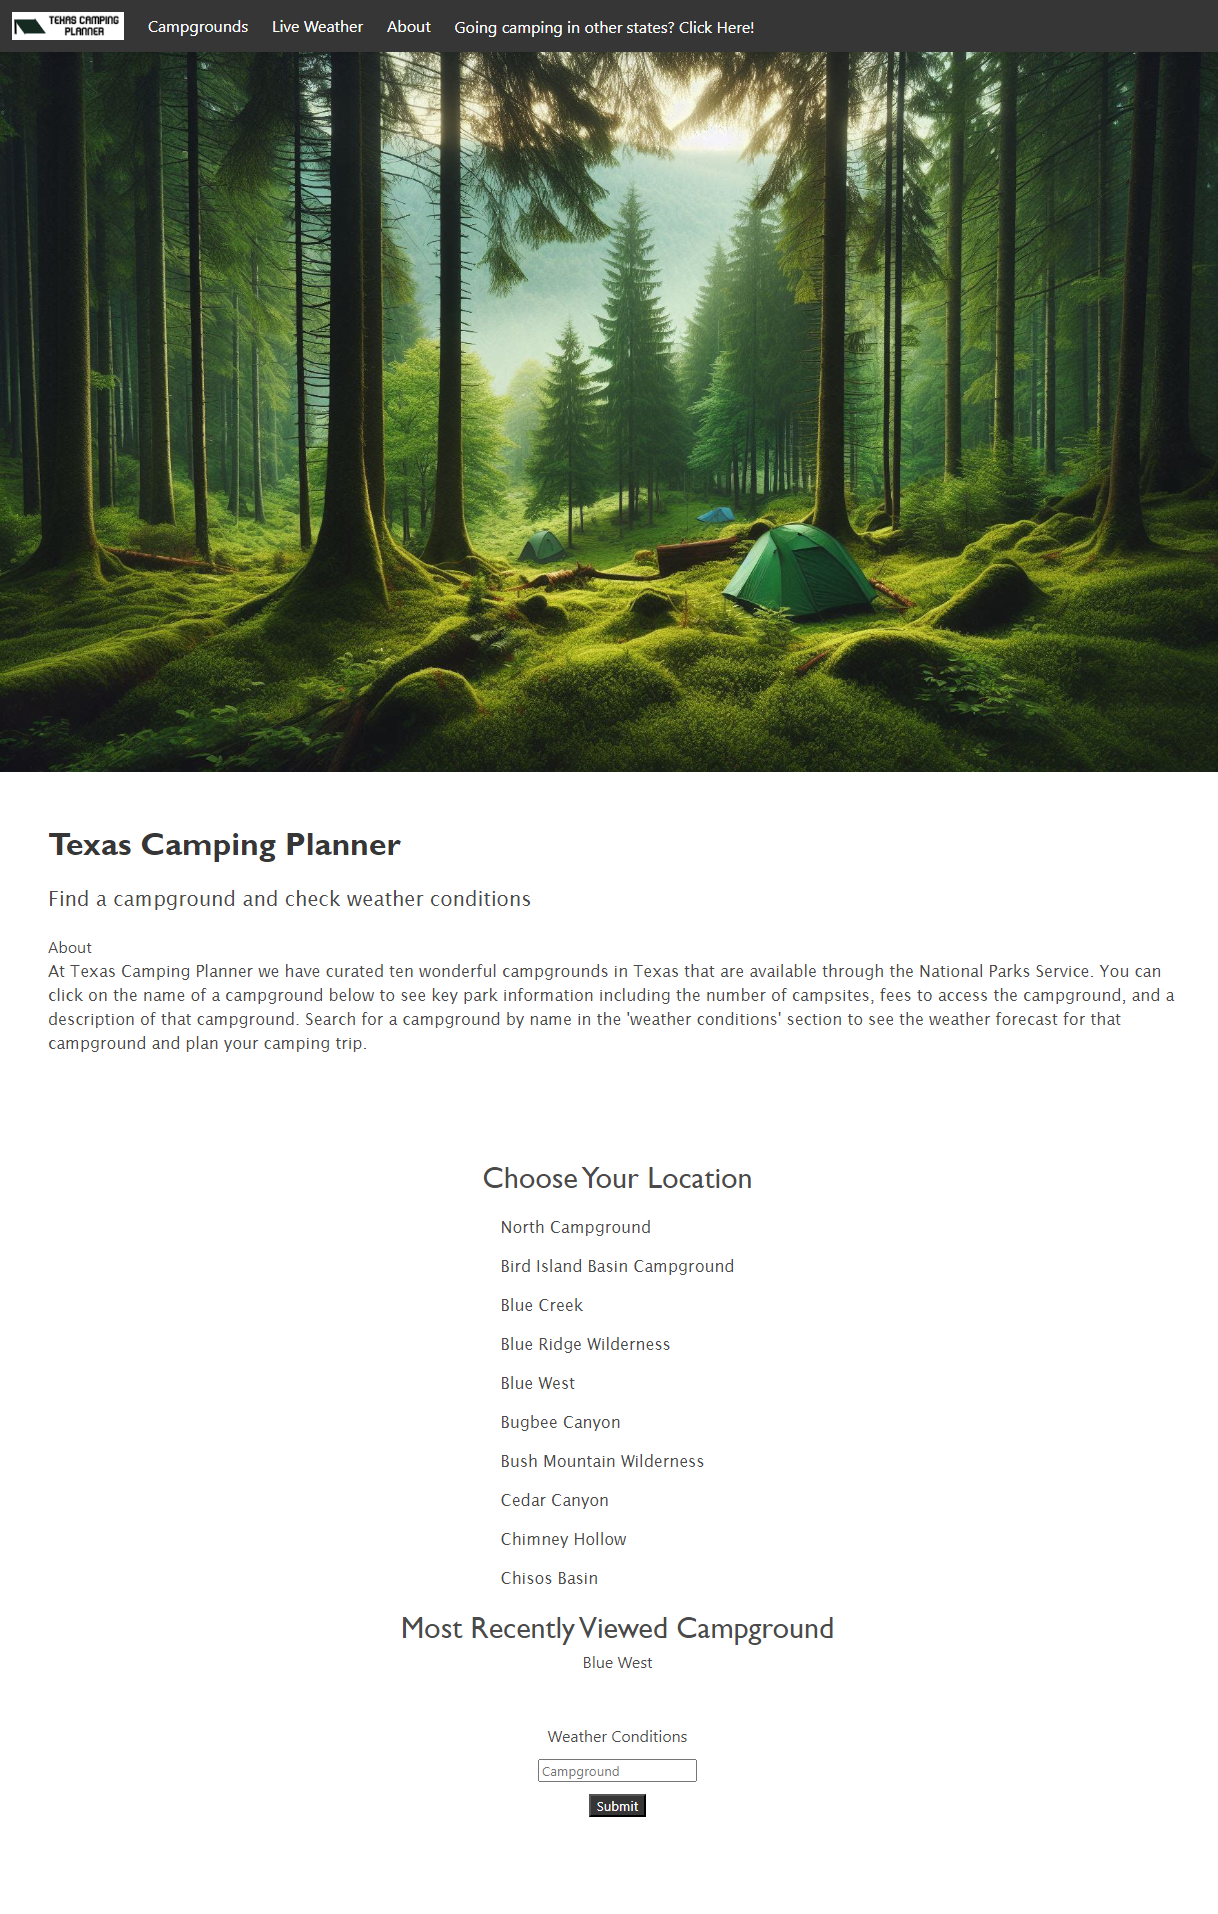 TEXAS CAMPING
PLANNER
Campgrounds Live Weather About Going camping in other states? Click Here!
Texas Camping Planner
Find a campground and check weather conditions
About
At Texas Camping Planner we have curated ten wonderful campgrounds in Texas that are available through the National Parks Service. You can
click on the name of a campground below to see key park information including the number of campsites, fees to access the campground, and a
description of that campground. Search for a campground by name in the 'weather conditions' section to see the weather forecast for that
campground and plan your camping trip.
Choose Your Location
North Campground
Bird Island Basin Campground
Blue Creek
Blue Ridge Wilderness
Blue West
Bugbee Canyon
Bush Mountain Wilderness
Cedar Canyon
Chimney Hollow
Chisos Basin
Most Recently Viewed Campground
Blue West
Weather Conditions
Campground
Submit